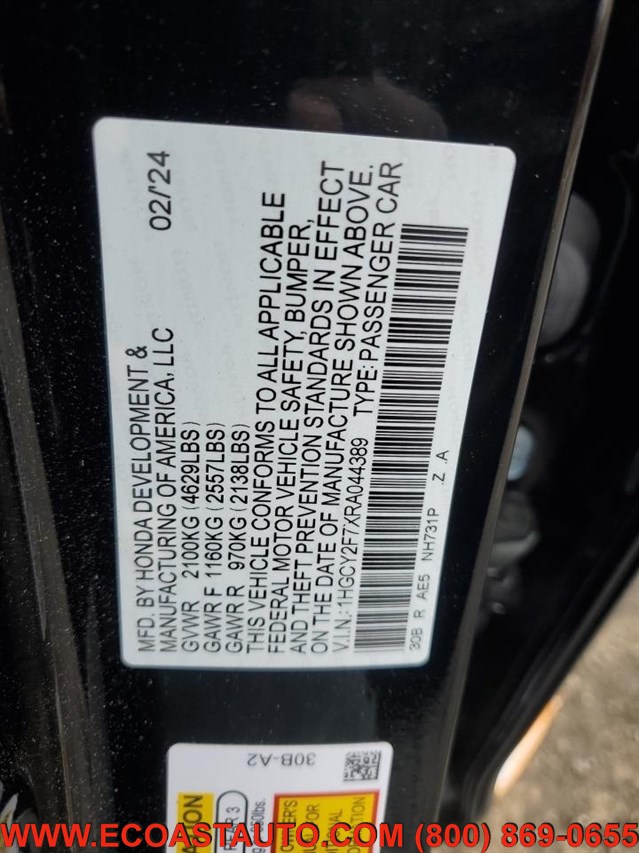 02/'24
MFD. BY HONDA DEVELOPMENT &
MANUFACTURING OF AMERICA, LLC
GVWR 2100KG (4629LBS)
GAWR F 1160KG (2557LBS)
GAWR R 970KG (2138LBS)
THIS VEHICLE CONFORMS TO ALL APPLICABLE
FEDERAL MOTOR VEHICLE SAFETY, BUMPER,
AND THEFT PREVENTION STANDARDS IN EFFECT
ON THE DATE OF MANUFACTURE SHOWN ABOVE.
V.I.N.: 1HGCY2F7XRA044389 TYPE: PASSENGER CAR
30B R AE5 NH731P Z .A
30B-A2
WWW.ECOASTAUTO.COM (800) 869-0655